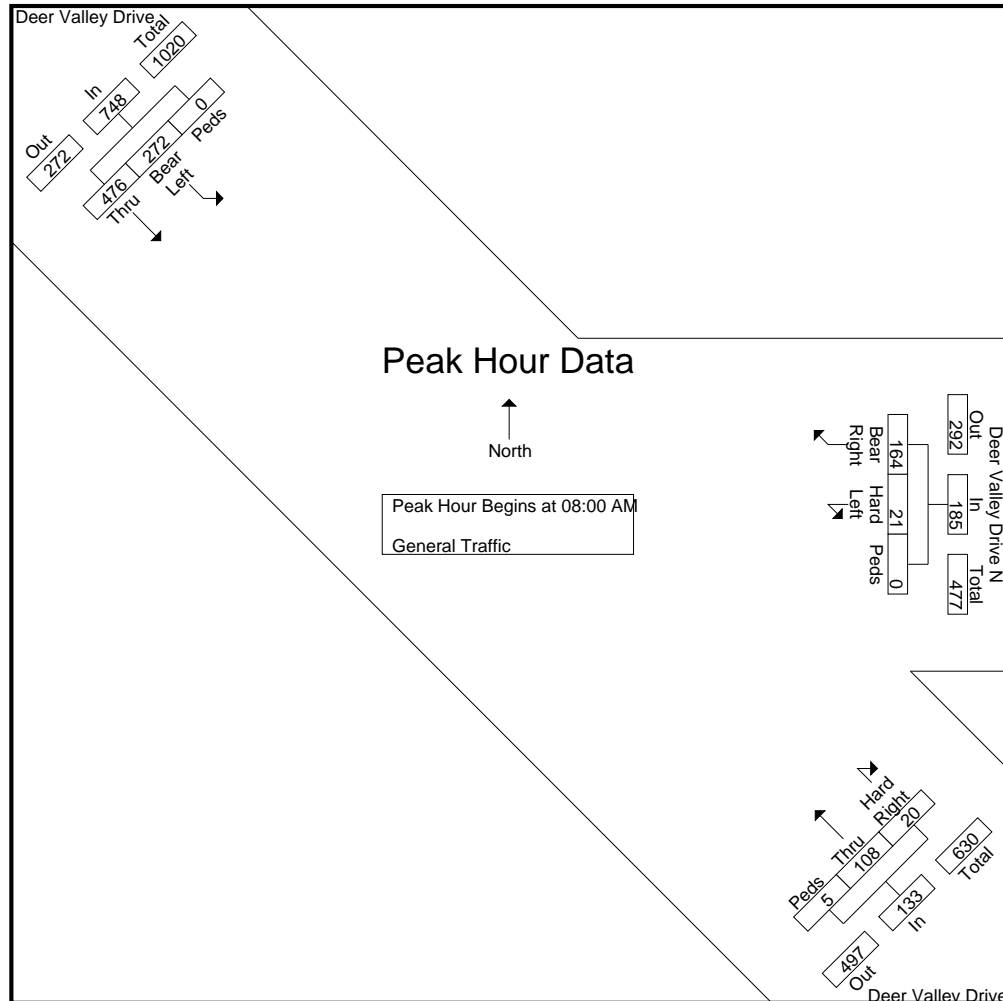 Deer Valley Drive
Out
272
In
748
Total
1020
476
272
0
Thru
Bear
Left
Peds
Peak Hour Data
North
Peak Hour Begins at 08:00 AM
General Traffic
Deer Valley Drive N
Out
292
In
185
Total
477
164
21
0
Bear
Right
Hard
Left
Peds
Hard
Right
Thru
Peds
20
108
5
630
Total
133
In
497
Out
Deer Valley Drive